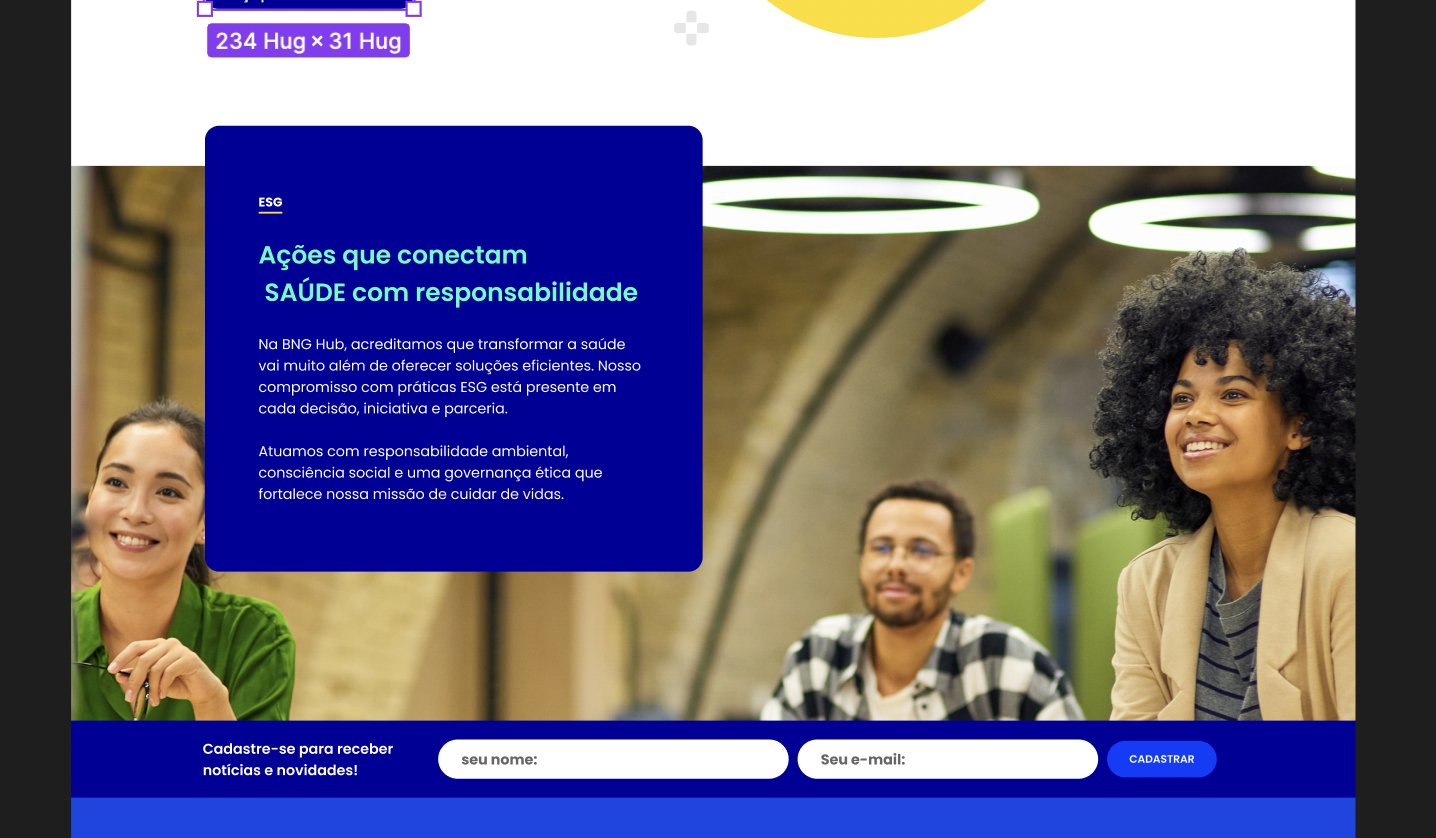 234 Hug × 31 Hug
ESG
Ações que conectam
SAÚDE com responsabilidade
Na BNG Hub, acreditamos que transformar a saúde
vai muito além de oferecer soluções eficientes. Nosso
compromisso com práticas ESG está presente em
cada decisão, iniciativa e parceria.
Atuamos com responsabilidade ambiental,
consciência social e uma governança ética que
fortalece nossa missão de cuidar de vidas.
Cadastre-se para receber
notícias e novidades!
seu nome:
Seu e-mail:
CADASTRAR